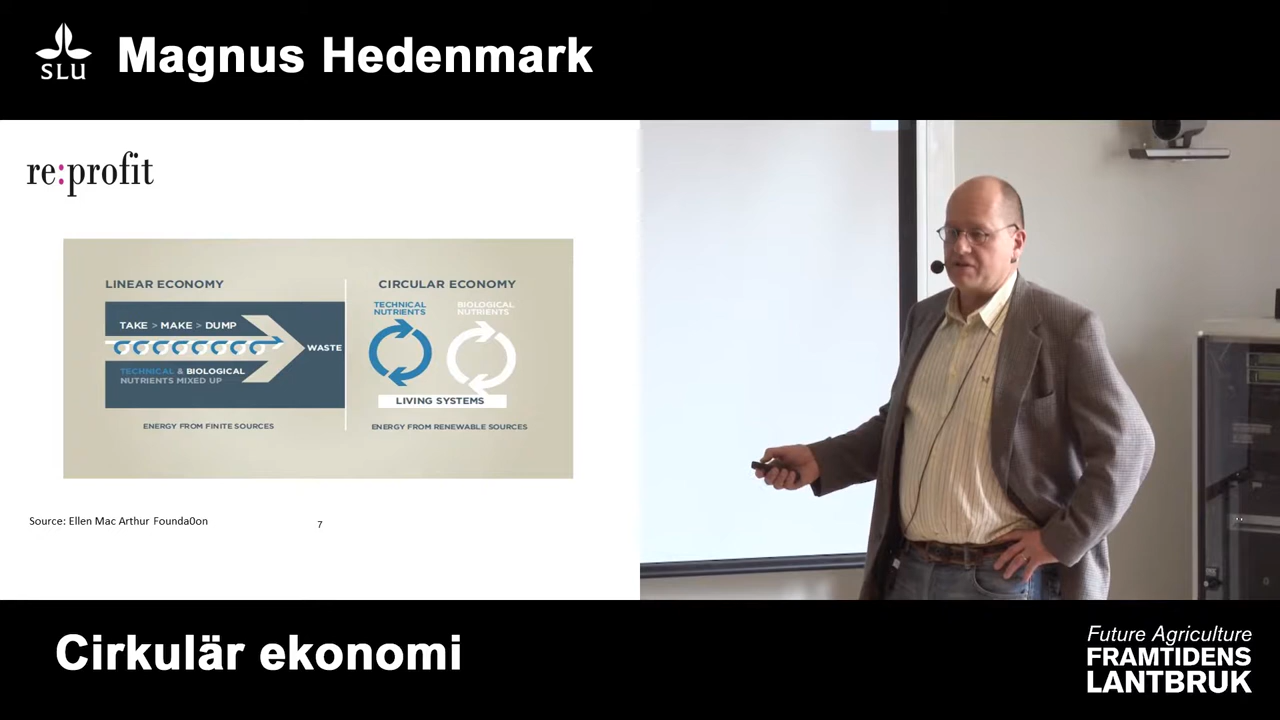 SLU
Magnus Hedenmark
re:profit
LINEAR ECONOMY
TAKE > MAKE > DUMP
WASTE
TECHNICAL & BIOLOGICAL
NUTRIENTS MIXED UP
ENERGY FROM FINITE SOURCES
CIRCULAR ECONOMY
TECHNICAL
NUTRIENTS
BIOLOGICAL
NUTRIENTS
LIVING SYSTEMS
ENERGY FROM RENEWABLE SOURCES
Source: Ellen Mac Arthur Founda0on
7
Cirkulär ekonomi
Future Agriculture
FRAMTIDENS
LANTBRUK